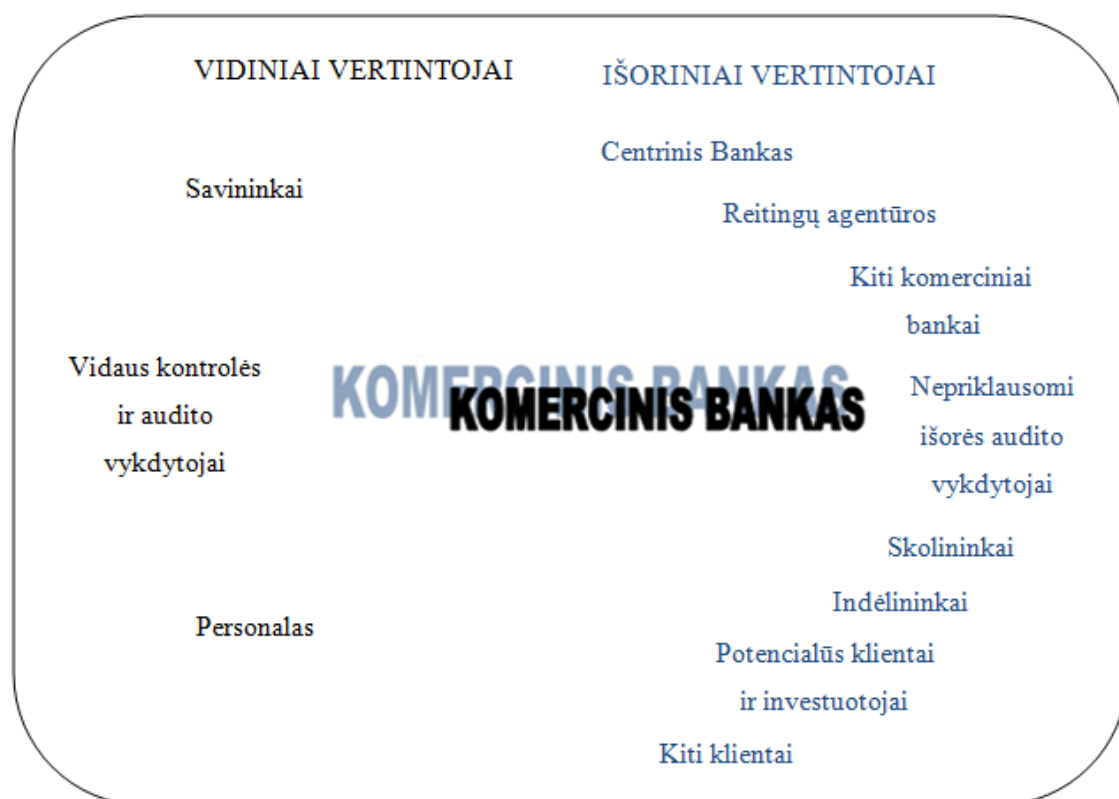 VIDINIAI VERTINTOJAI
Savininkai
Vidaus kontrolės
ir audito
vykdytojai
Personalas
KOMERCINIS BANKAS
IŠORINIAI VERTINTOJAI
Centrinis Bankas
Reitingų agentūros
Kiti komerciniai
bankai
Nepriklausomi
išorės audito
vykdytojai
Skolininkai
Indėlininkai
Potencialūs klientai
ir investuotojai
Kiti klientai